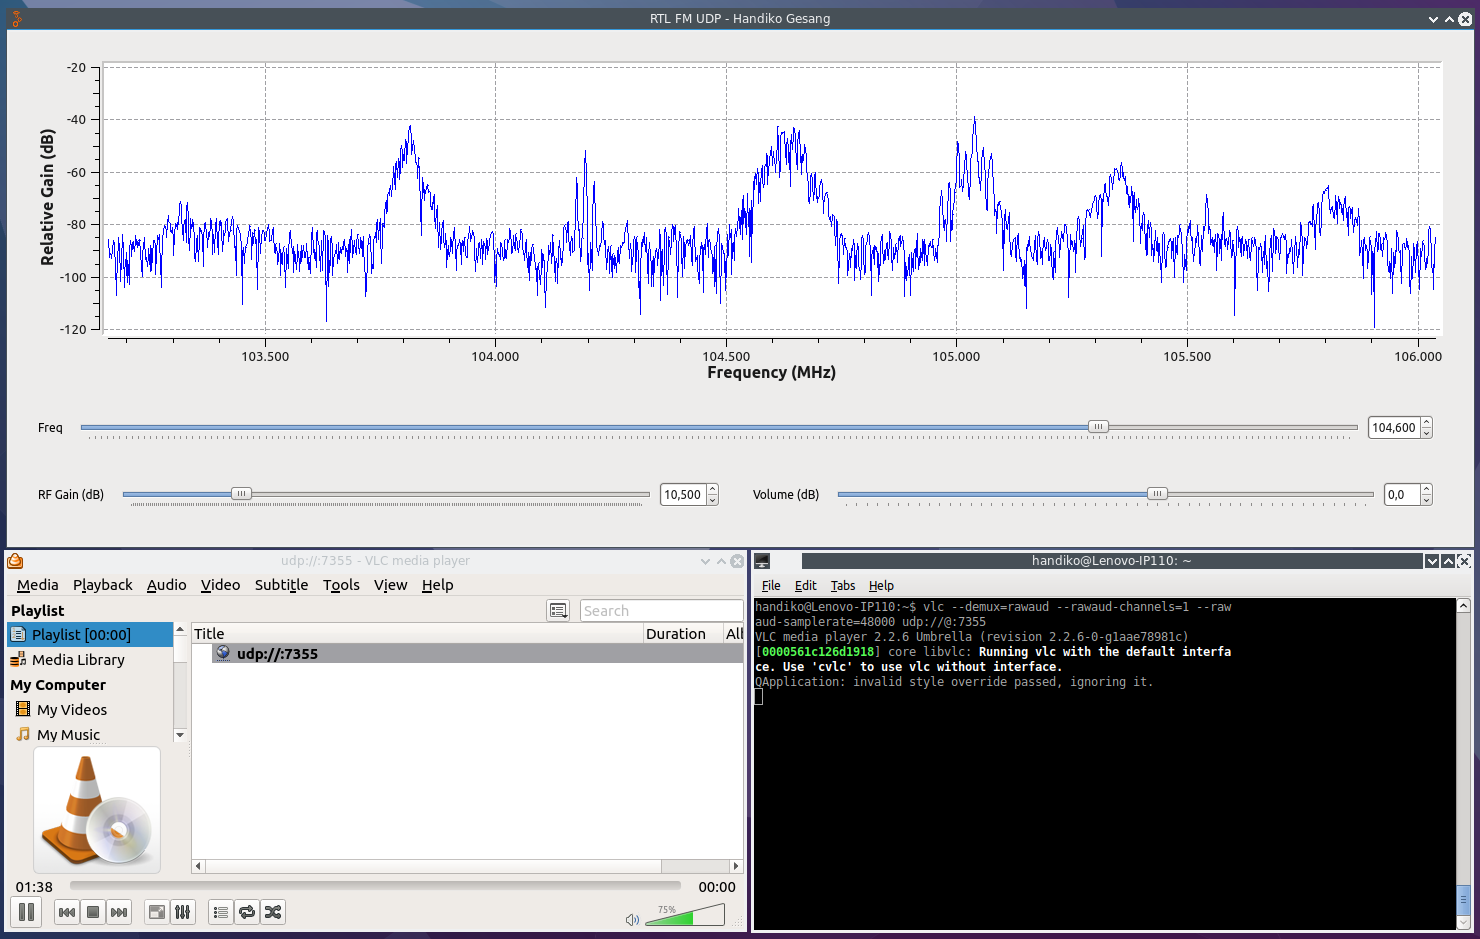 RTL FM UDP - Handiko Gesang
-20
-40
-60
-80
-100
-120
Relative Gain (dB)
103.500 104.000 104.500 105.000 105.500 106.000
Frequency (MHz)
Freq 104,600
RF Gain (dB) 10,500 Volume (dB) 0,0
udp://:7355 - VLC media player
Media Playback Audio Video Subtitle Tools View Help
Playlist Search
Playlist [00:00]
Media Library
My Computer
My Videos
My Music
Title Duration Alb
udp://:7355
01:38 00:00
75%
handiko@Lenovo-IP110: ~
File Edit Tabs Help
handiko@Lenovo-IP110:~$ vlc --demux=rawaud --rawaud-channels=1 --raw
aud-samplerate=48000 udp://@:7355
VLC media player 2.2.6 Umbrella (revision 2.2.6-0-g1aae78981c)
[0000561c126d1918] core libvlc: Running vlc with the default interfa
ce. Use 'cvlc' to use vlc without interface.
QApplication: invalid style override passed, ignoring it.